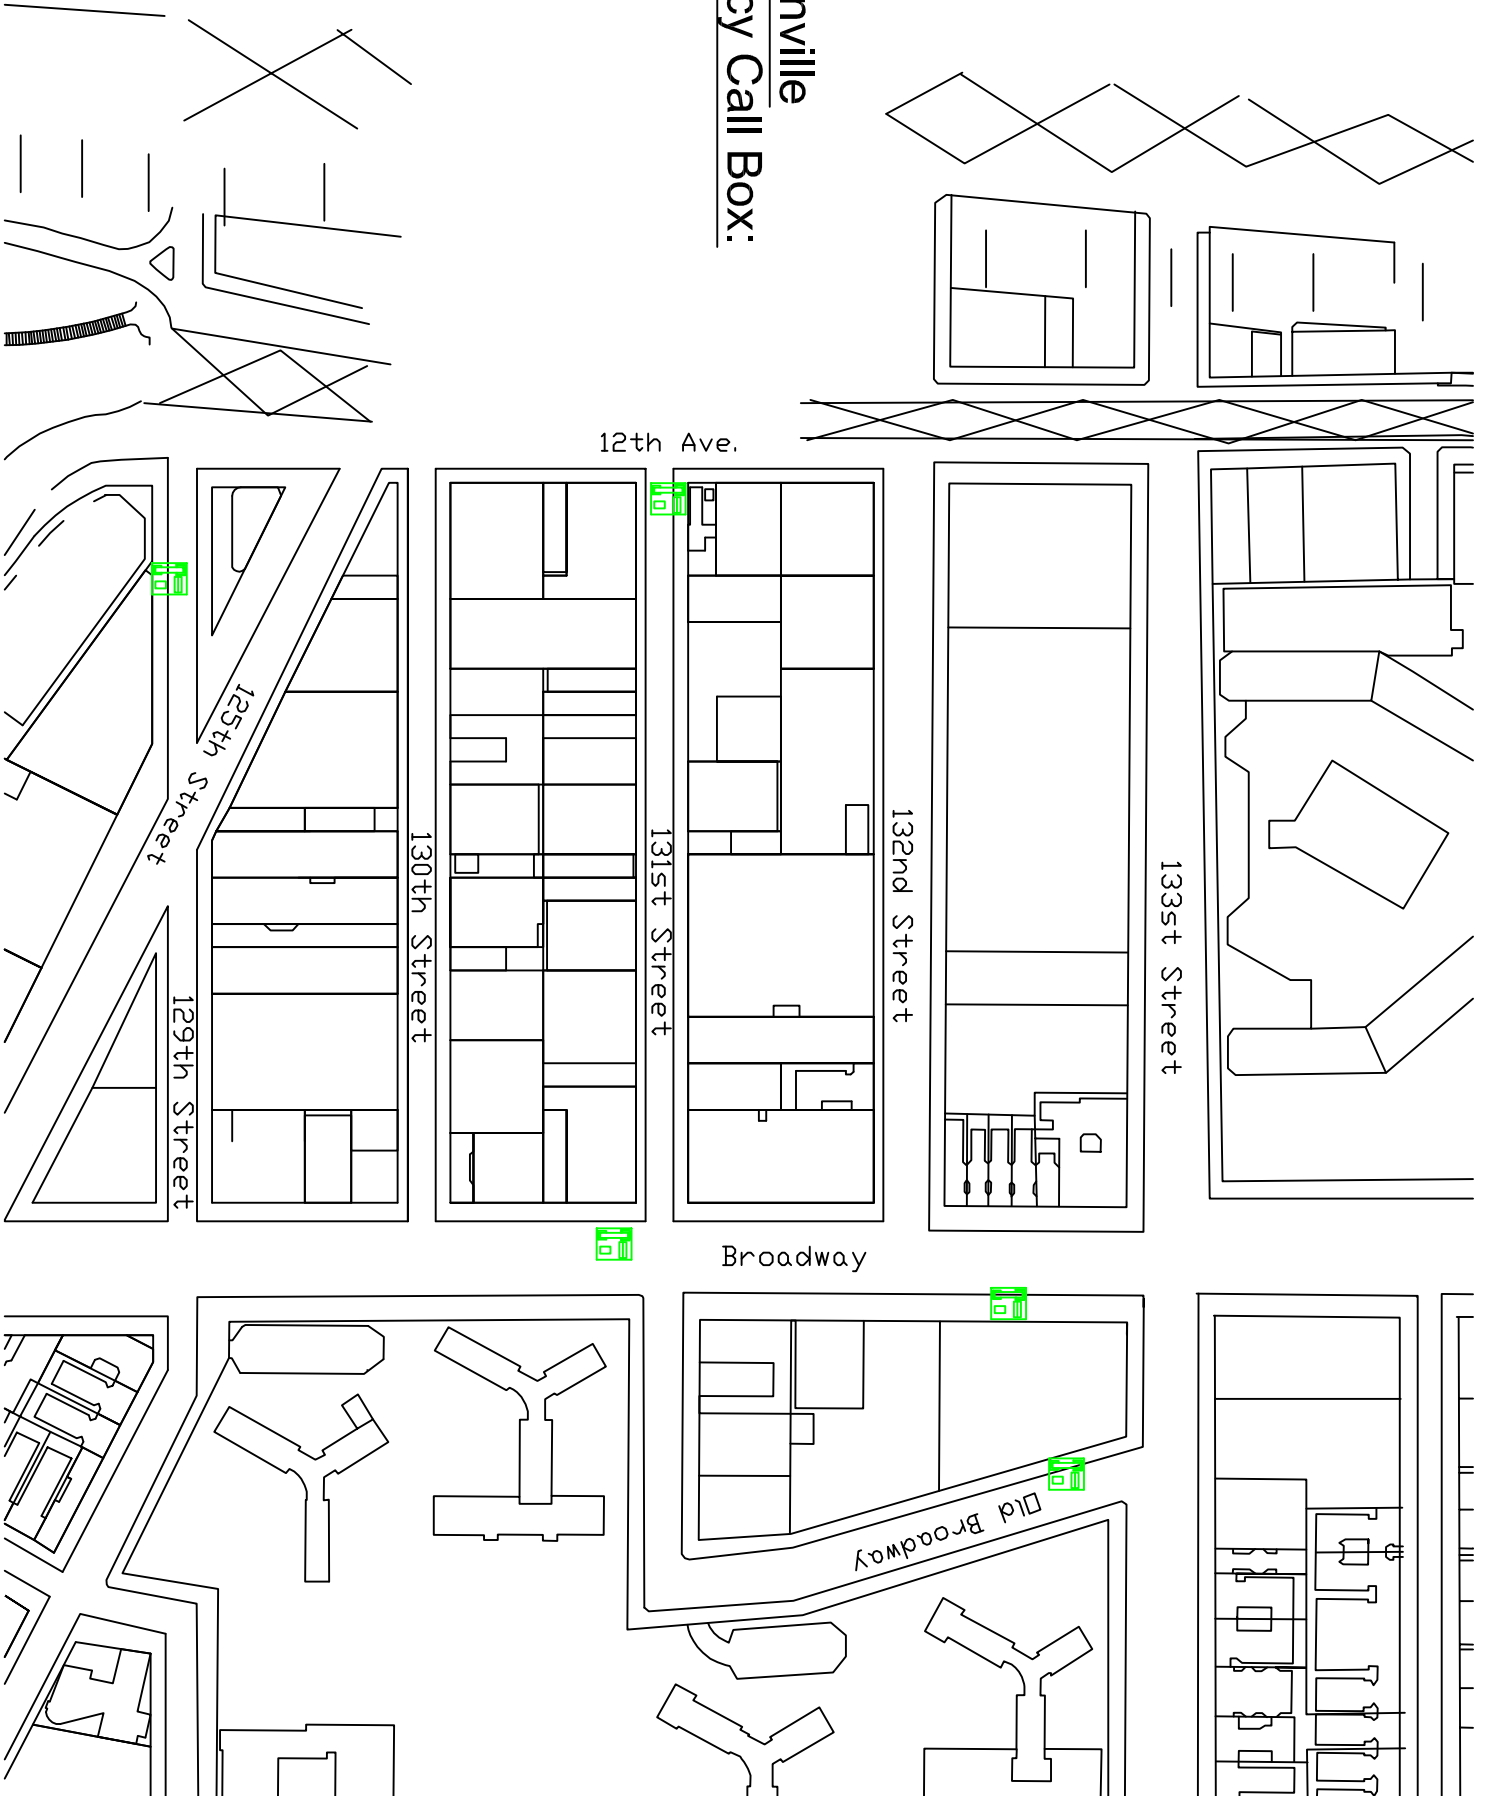 nville
cy Call Box:
12th Ave.
125th Street
129th Street
130th Street
131st Street
132nd Street
133st Street
Broadway
Old Broadway